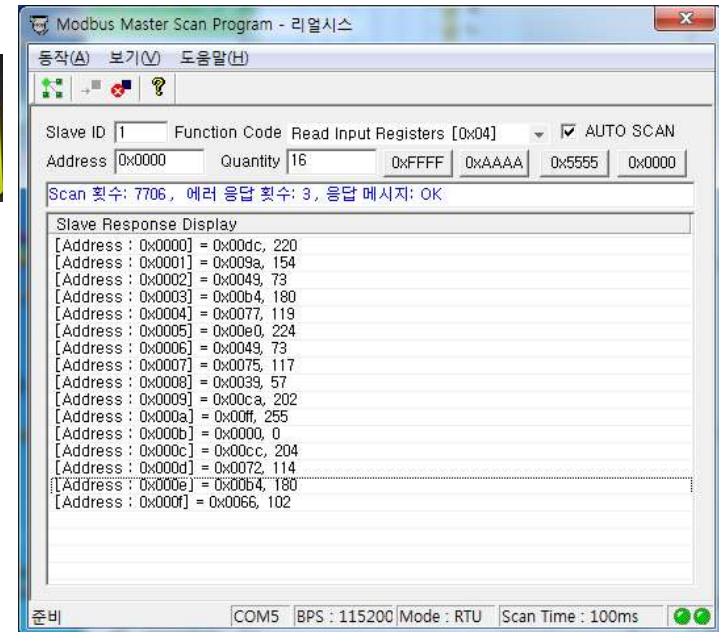 Modbus Master Scan Program - 리얼시스
동작(A) 보기(V) 도움말(H)
Slave ID 1 Function Code Read Input Registers [0x04] AUTO SCAN
Address 0x0000 Quantity 16 0xFFFF 0xAAAA 0x5555 0x0000
Scan 횟수: 7706, 에러 응답 횟수: 3, 응답 메시지: OK
Slave Response Display
[Address : 0x0000] = 0x00dc, 220
[Address : 0x0001] = 0x009a, 154
[Address : 0x0002] = 0x0049, 73
[Address : 0x0003] = 0x00b4, 180
[Address : 0x0004] = 0x0077, 119
[Address : 0x0005] = 0x00e0, 224
[Address : 0x0006] = 0x0049, 73
[Address : 0x0007] = 0x0075, 117
[Address : 0x0008] = 0x0039, 57
[Address : 0x0009] = 0x00ca, 202
[Address : 0x000a] = 0x00ff, 255
[Address : 0x000b] = 0x0000, 0
[Address : 0x000c] = 0x00cc, 204
[Address : 0x000d] = 0x0072, 114
[Address : 0x000e] = 0x00b4, 180
[Address : 0x000f] = 0x0066, 102
준비 COM5 BPS : 115200 Mode : RTU Scan Time : 100ms